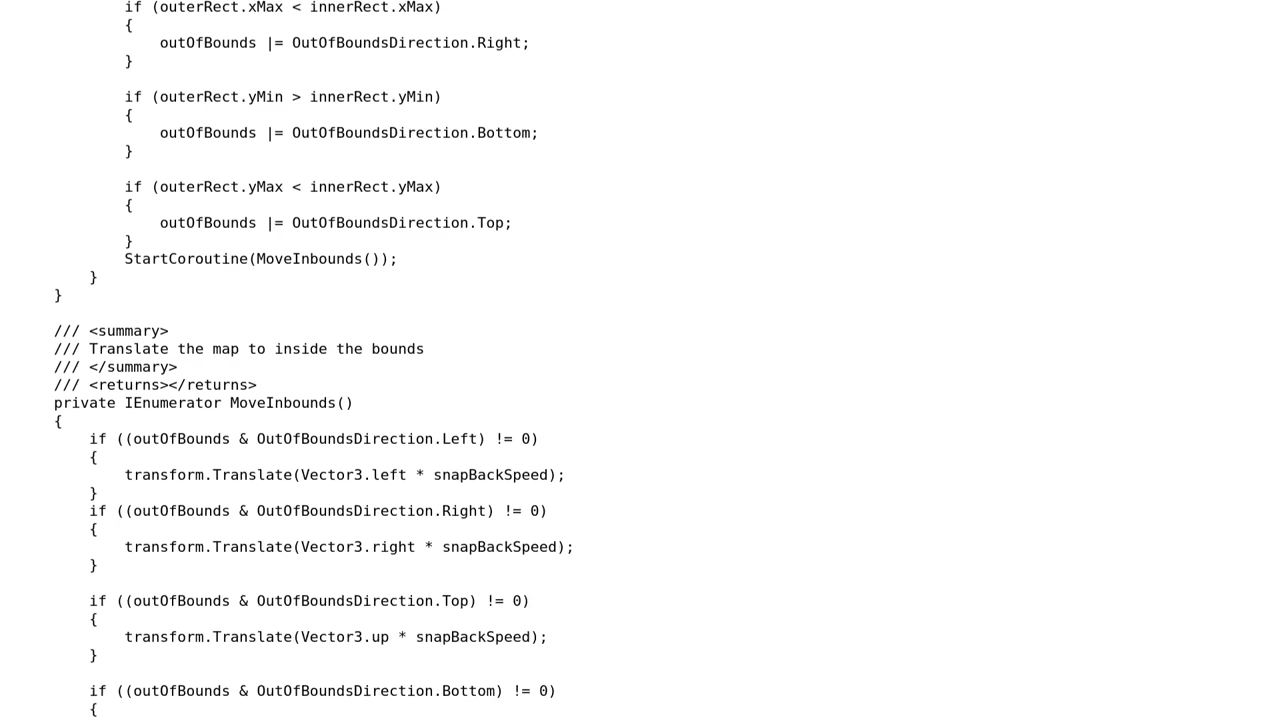 if (outerRect.xMax < innerRect.xMax)
{
outOfBounds |= OutOfBoundsDirection.Right;
}
if (outerRect.yMin > innerRect.yMin)
{
outOfBounds |= OutOfBoundsDirection.Bottom;
}
if (outerRect.yMax < innerRect.yMax)
{
outOfBounds |= OutOfBoundsDirection.Top;
}
StartCoroutine(MoveInbounds());
}
}
/// <summary>
/// Translate the map to inside the bounds
/// </summary>
/// <returns></returns>
private IEnumerator MoveInbounds()
{
if ((outOfBounds & OutOfBoundsDirection.Left) != 0)
{
transform.Translate(Vector3.left * snapBackSpeed);
}
if ((outOfBounds & OutOfBoundsDirection.Right) != 0)
{
transform.Translate(Vector3.right * snapBackSpeed);
}
if ((outOfBounds & OutOfBoundsDirection.Top) != 0)
{
transform.Translate(Vector3.up * snapBackSpeed);
}
if ((outOfBounds & OutOfBoundsDirection.Bottom) != 0)
{